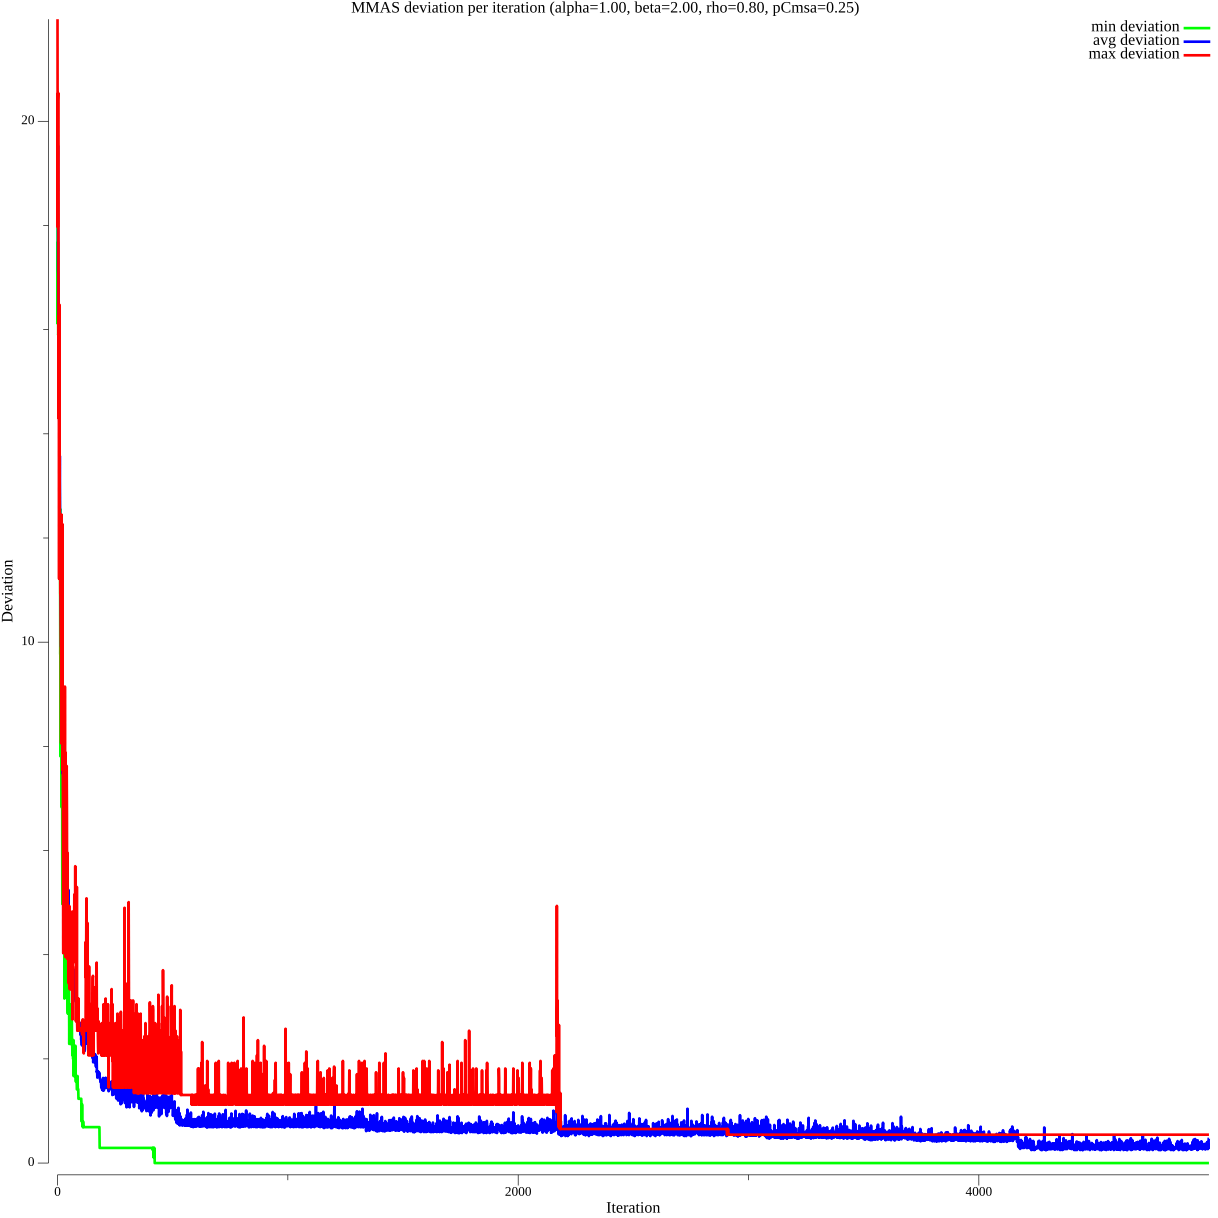 MMAS deviation per iteration (alpha=1.00, beta=2.00, rho=0.80, pCmsa=0.25)
min deviation
avg deviation
max deviation
20
10
0
Deviation
0
2000
4000
Iteration